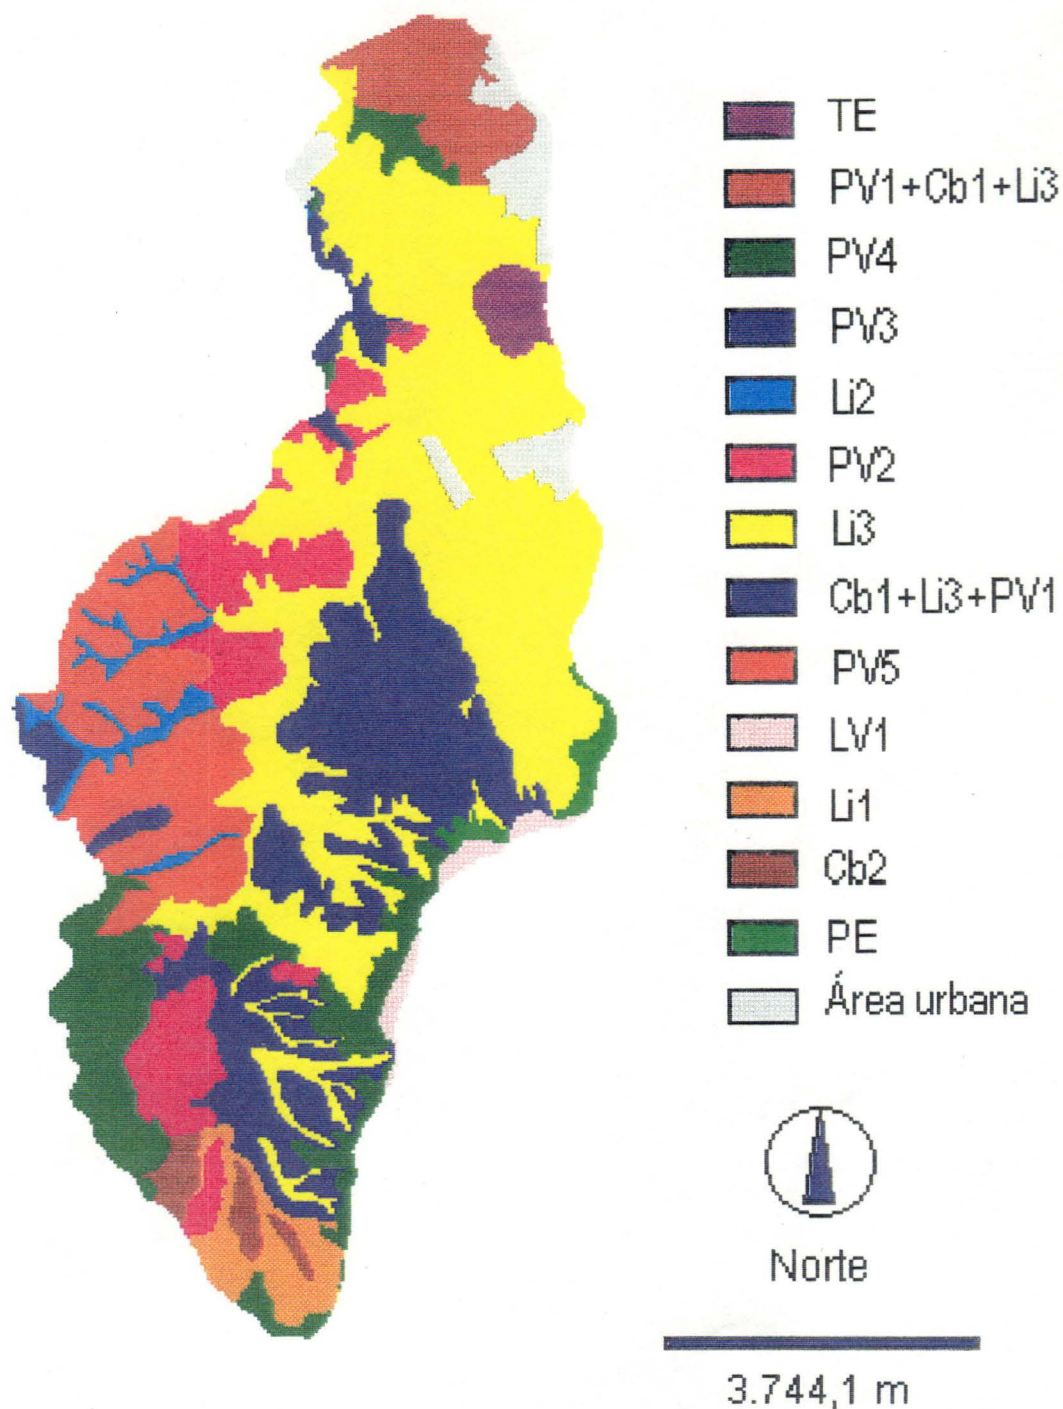 TE
PV1+Cb1+Li3
PV4
PV3
Li2
PV2
Li3
Cb1+Li3+PV1
PV5
LV1
Li1
Cb2
PE
Área urbana
Norte
3.744,1 m